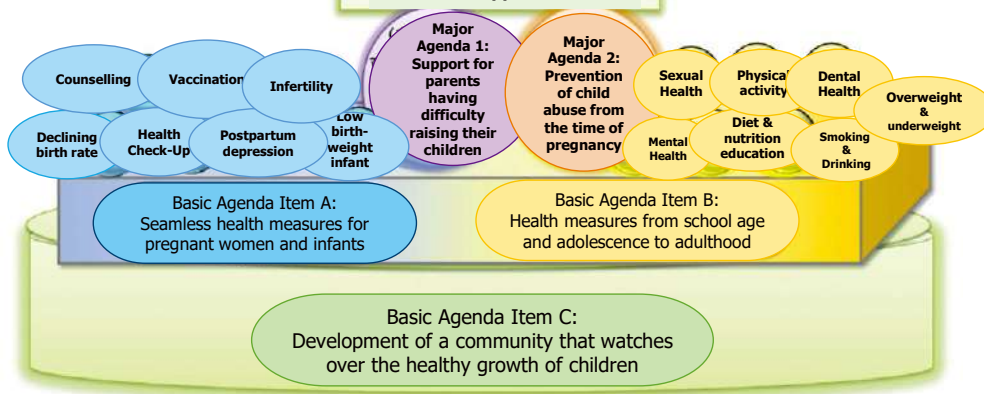 Major
Agenda 1:
Support for
parents
having
difficulty
raising their
children
Major
Agenda 2:
Prevention
of child
abuse from
the time of
pregnancy
Counselling
Vaccination
Infertility
Declining
birth rate
Health
Check-Up
Postpartum
depression
Low
birth-
weight
infant
Sexual
Health
Physical
activity
Dental
Health
Overweight
&
underweight
Mental
Health
Diet &
nutrition
education
Smoking
&
Drinking
Basic Agenda Item A:
Seamless health measures for
pregnant women and infants
Basic Agenda Item B:
Health measures from school age
and adolescence to adulthood
Basic Agenda Item C:
Development of a community that watches
over the healthy growth of children